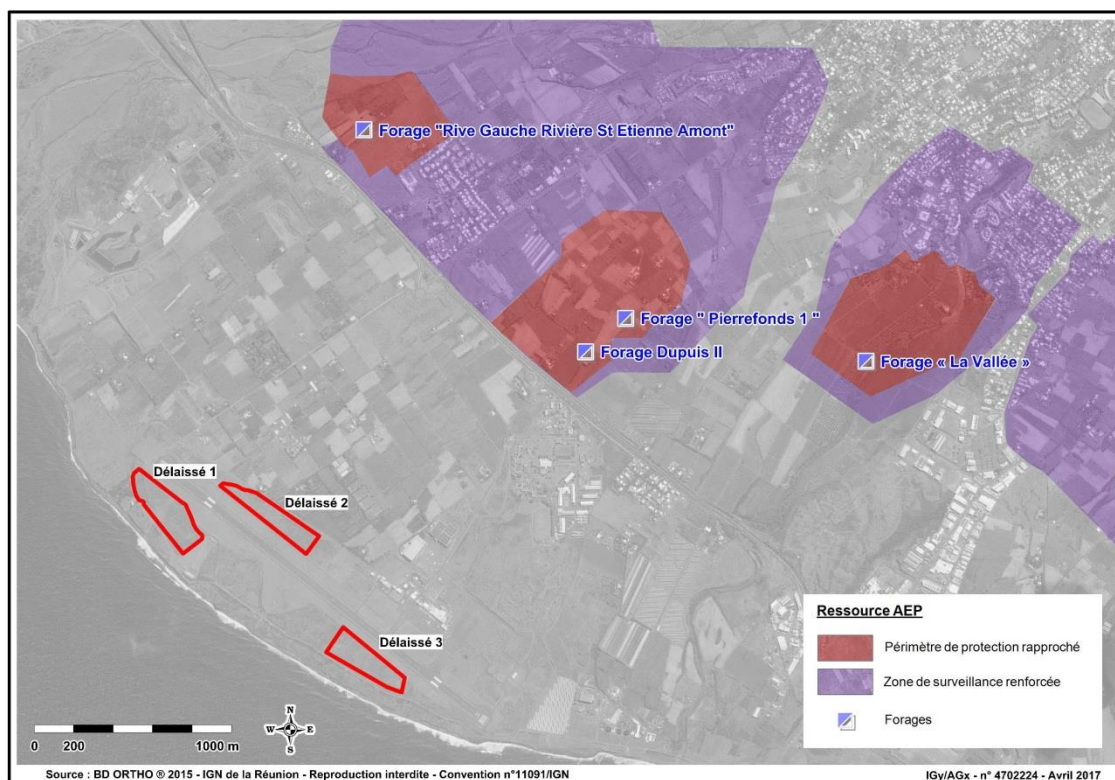 Forage "Rive Gauche Rivière St Etienne Amont"
Forage " Pierrefonds 1 "
Forage Dupuis II
Forage « La Vallée »
Délaissé 1
Délaissé 2
Délaissé 3
Ressource AEP
Périmètre de protection rapproché
Zone de surveillance renforcée
Forages
N
W E
S
0 200 1000 m
Source : BD ORTHO ® 2015 - IGN de la Réunion - Reproduction interdite - Convention n°11091/IGN
IGy/AGx - n° 4702224 - Avril 2017